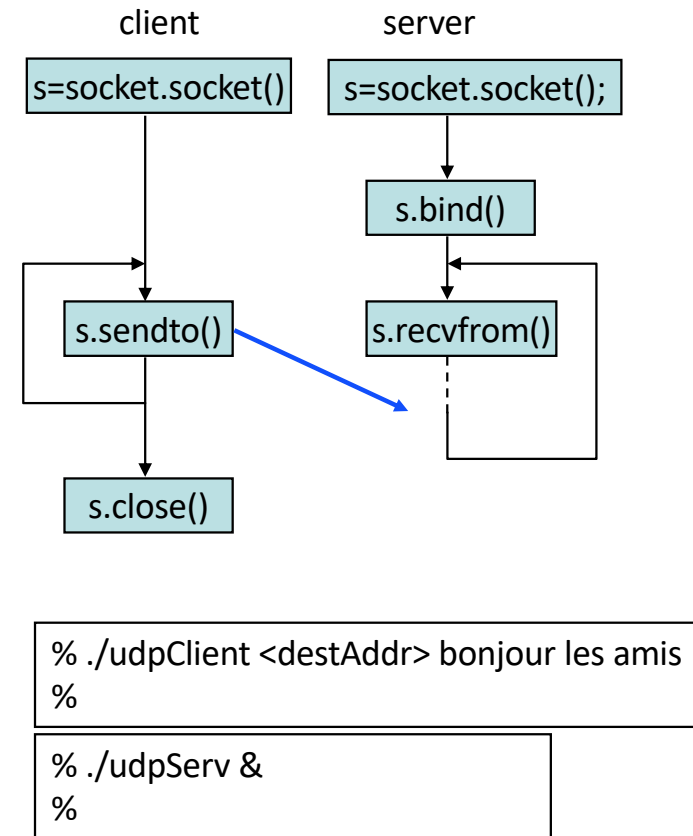 client server
s=socket.socket() s=socket.socket();
s.bind()
s.sendto() s.recvfrom()
s.close()
% ./udpClient <destAddr> bonjour les amis
%
% ./udpServ &
%